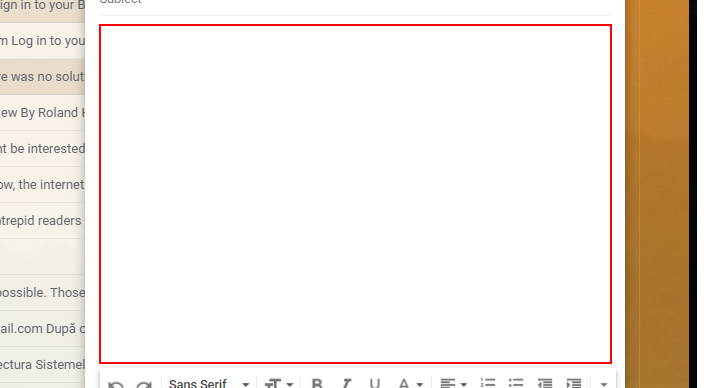 Subject
ign in to your B
m Log in to you
re was no solut
ew By Roland
nt be interested
ow, the internet
ntrepid readers
possible. Those
ail.com După c
ectura Sistemel
Sans Serif